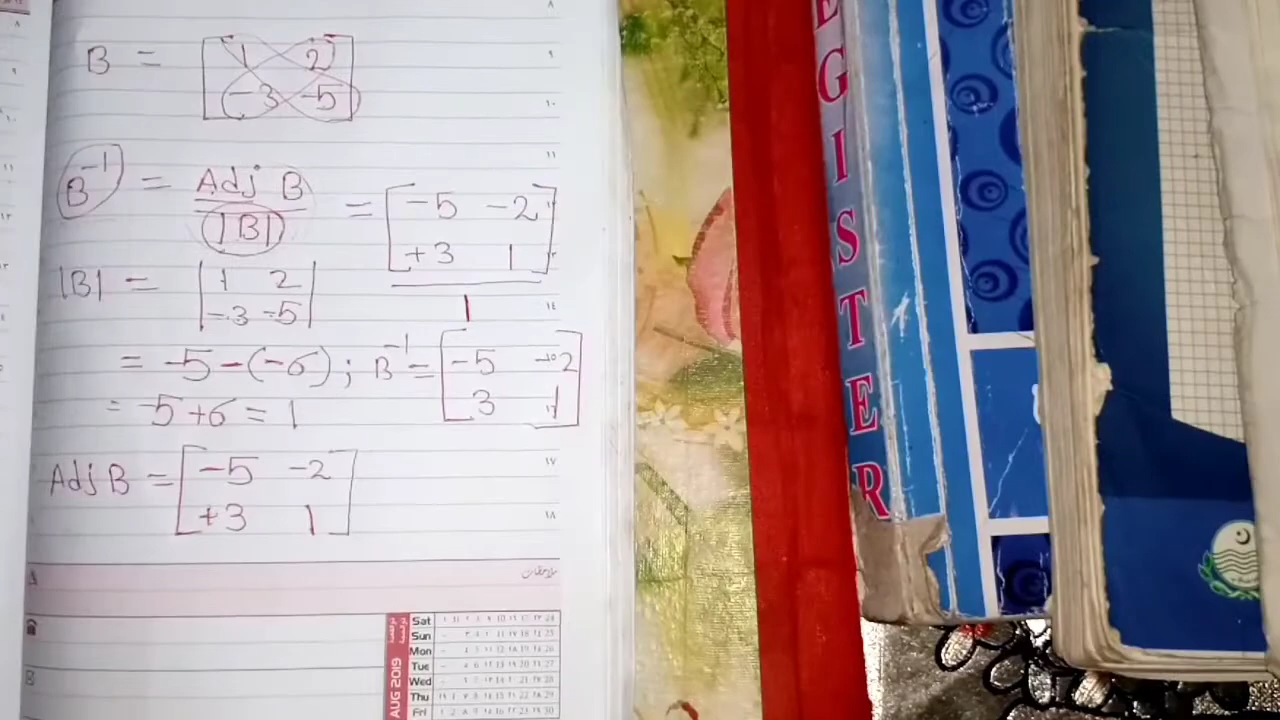 B = [ 1 2
-3 -5 ]
B⁻¹ = Adj B / |B| = [ -5 -2
+3 1 ] / 1
|B| = | 1 2
-3 -5 |
= -5-(-6) ; B⁻¹ = [ -5 -2
3 1 ]
= -5+6 = 1
Adj B = [ -5 -2
+3 1 ]
ملاحظات
AUG 2019
Sat
Sun
Mon
Tue
Wed
Thu
Fri
EGISTER